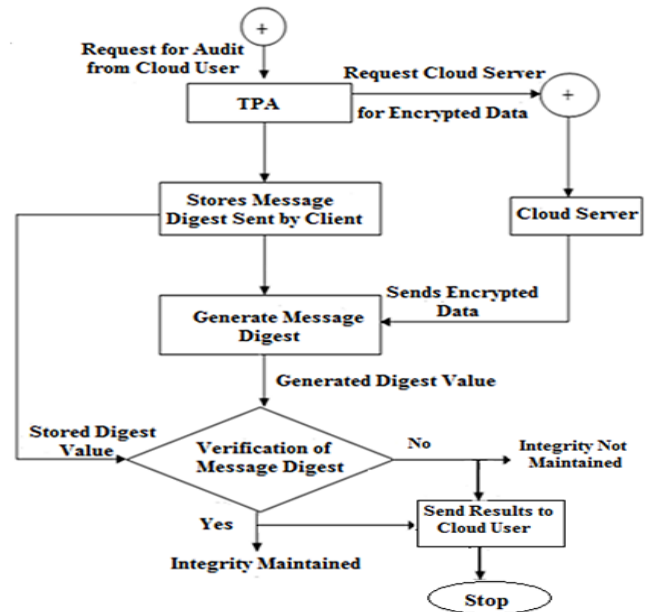 +
Request for Audit
from Cloud User
Request Cloud Server
for Encrypted Data
+
TPA
Stores Message
Digest Sent by Client
Cloud Server
Sends Encrypted
Data
Generate Message
Digest
Generated Digest Value
Stored Digest
Value
Verification of
Message Digest
No
Integrity Not
Maintained
Yes
Send Results to
Cloud User
Integrity Maintained
Stop